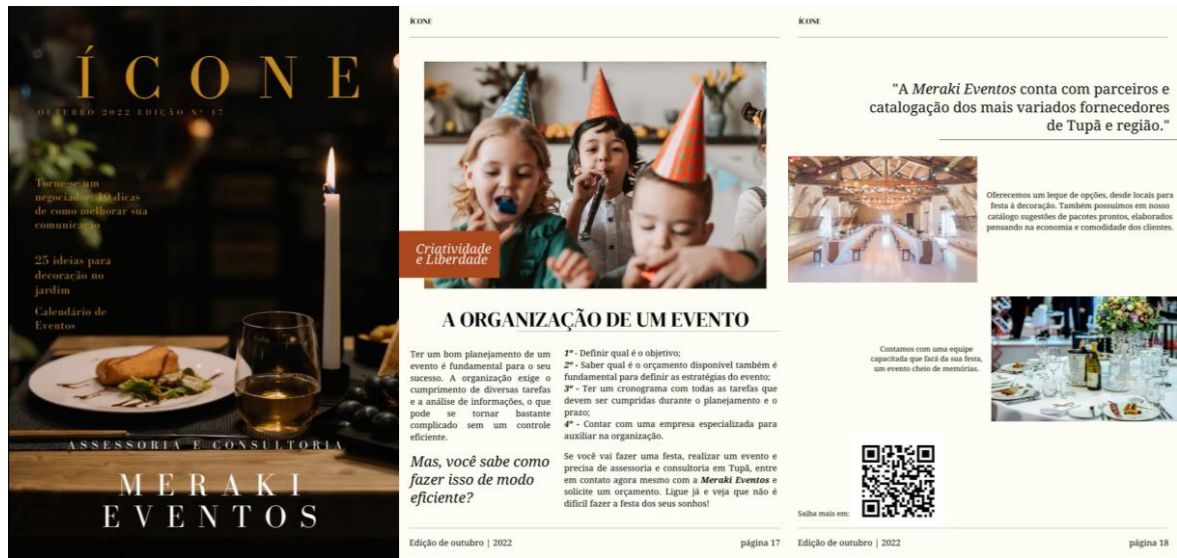 ÍCONE
OUTUBRO 2022 EDIÇÃO Nº 17
Torne-se um
negociador: 10 dicas
de como melhorar sua
comunicação
25 ideias para
decoração no
jardim
Calendário de
Eventos
ASSESSORIA E CONSULTORIA
MERAKI
EVENTOS
ÍCONE
Criatividade
e Liberdade
A ORGANIZAÇÃO DE UM EVENTO
Ter um bom planejamento de um
evento é fundamental para o seu
sucesso. A organização exige o
cumprimento de diversas tarefas
e a análise de informações, o que
pode se tornar bastante
complicado sem um controle
eficiente.
Mas, você sabe como
fazer isso de modo
eficiente?
1º - Definir qual é o objetivo;
2º - Saber qual é o orçamento disponível também é
fundamental para definir as estratégias do evento;
3º - Ter um cronograma com todas as tarefas que
devem ser cumpridas durante o planejamento e o
prazo;
4º - Contar com uma empresa especializada para
auxiliar na organização.
Se você vai fazer uma festa, realizar um evento e
precisa de assessoria e consultoria em Tupã, entre
em contato agora mesmo com a Meraki Eventos e
solicite um orçamento. Ligue já e veja que não é
difícil fazer a festa dos seus sonhos!
Edição de outubro | 2022
página 17
ÍCONE
"A Meraki Eventos conta com parceiros e
catalogação dos mais variados fornecedores
de Tupã e região."
Oferecemos um leque de opções, desde locais para
festa à decoração. Também possuímos em nosso
catálogo sugestões de pacotes prontos, elaborados
pensando na economia e comodidade dos clientes.
Contamos com uma equipe
capacitada que fará da sua festa,
um evento cheio de memórias.
Saiba mais em:
Edição de outubro | 2022
página 18